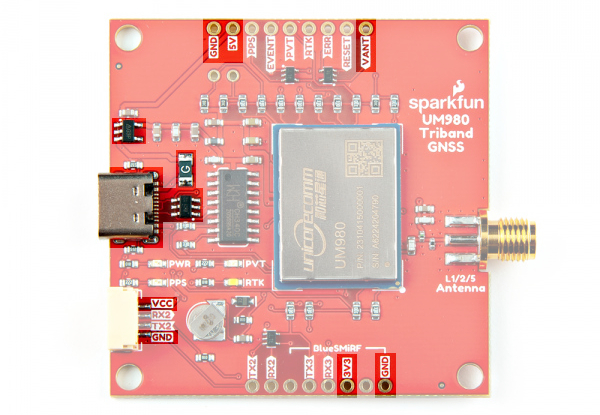 GND
5V
PPS
EVENT
PVT
RTK
ERR
RESET
VANT
sparkfun
UM980
Triband
GNSS
G
unicorecomm
UM980
PWR
PVT
PPS
RTK
L1/2/5
Antenna
VCC
RX2
TX2
GND
BlueSMiRF
TX2
RX2
TX3
RX3
3V3
GND